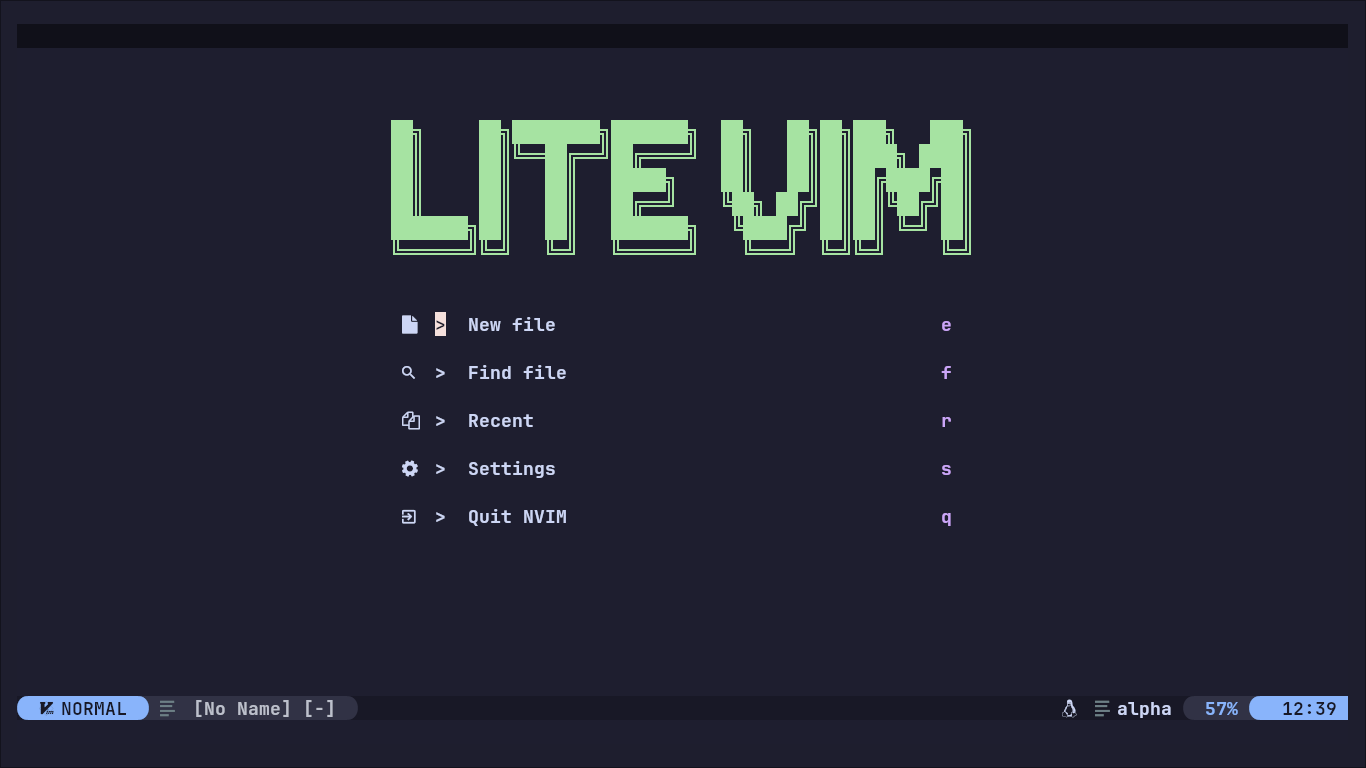 LITE VIM
> New file e
> Find file f
> Recent r
> Settings s
> Quit NVIM q
NORMAL [No Name] [-] alpha 57% 12:39